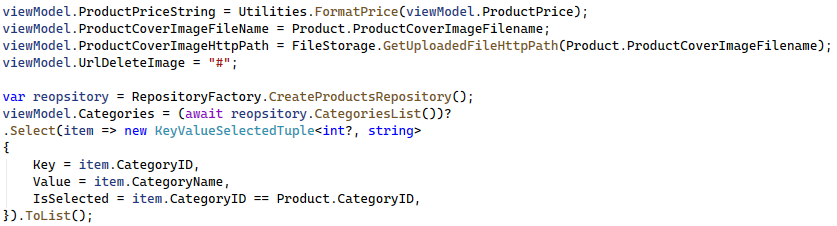 viewModel.ProductPriceString = Utilities.FormatPrice(viewModel.ProductPrice);
viewModel.ProductCoverImageFileName = Product.ProductCoverImageFilename;
viewModel.ProductCoverImageHttpPath = FileStorage.GetUploadedFileHttpPath(Product.ProductCoverImageFilename);
viewModel.UrlDeleteImage = "#";

var reopsitory = RepositoryFactory.CreateProductsRepository();
viewModel.Categories = (await reopsitory.CategoriesList())?
.Select(item => new KeyValueSelectedTuple<int?, string>
{
    Key = item.CategoryID,
    Value = item.CategoryName,
    IsSelected = item.CategoryID == Product.CategoryID,
}).ToList();